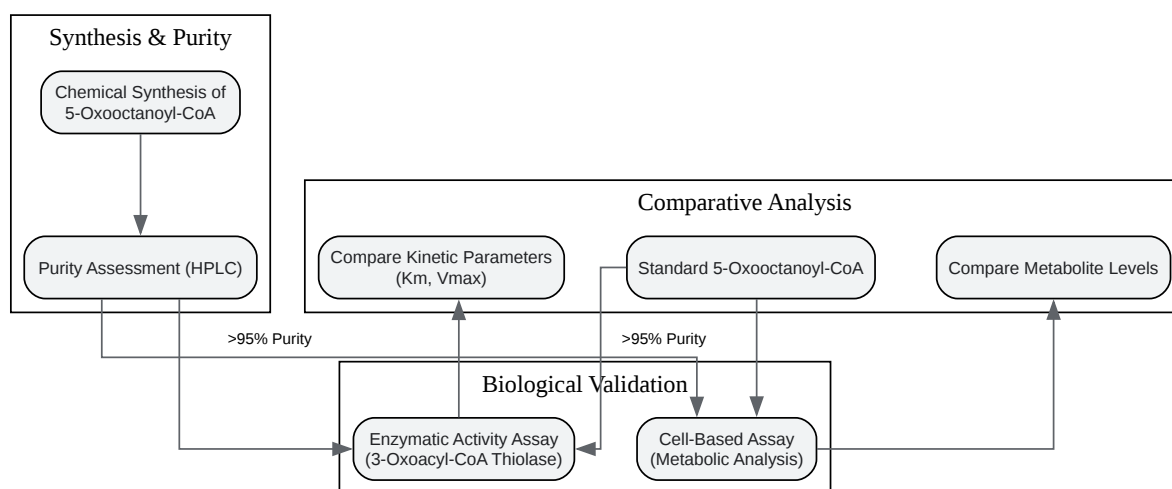 Synthesis & Purity
Chemical Synthesis of
5-Oxooctanoyl-CoA
Purity Assessment (HPLC)
Comparative Analysis
Compare Kinetic Parameters
(Km, Vmax)
Standard 5-Oxooctanoyl-CoA
Compare Metabolite Levels
>95% Purity
>95% Purity
Biological Validation
Enzymatic Activity Assay
(3-Oxoacyl-CoA Thiolase)
Cell-Based Assay
(Metabolic Analysis)